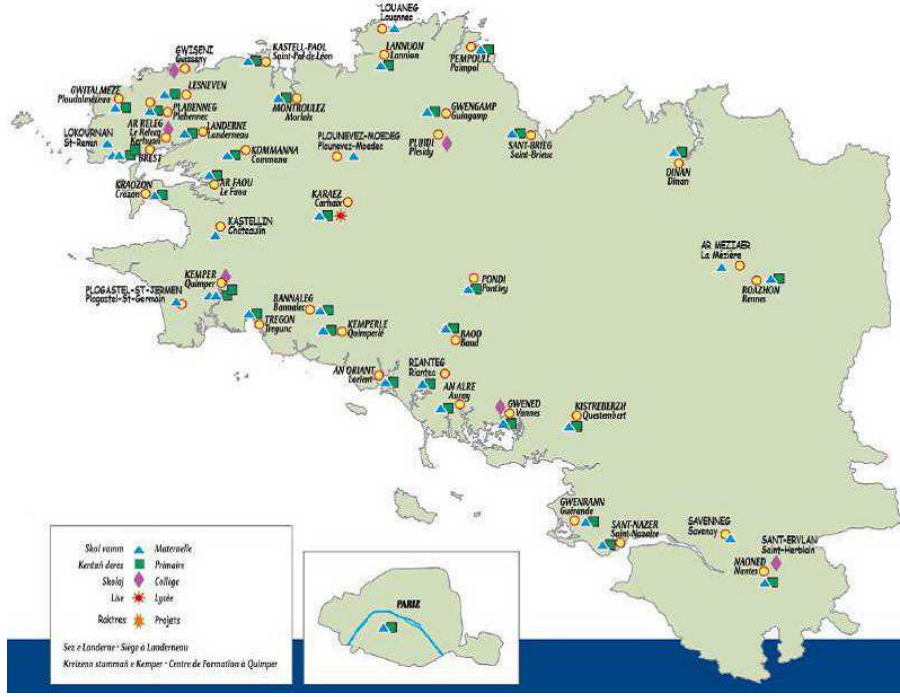 LOUANEG
Louannec
GWISENI
Guisseny
KASTELL-PAOL
Saint-Pol de Léon
LANNUON
Lannion
PEMPOULL
Paimpol
LESNEVEN
GWITALMEZE
Ploudalmézeau
PLABENNEG
Plabennec
MONTROULEZ
Morlaix
GWENGAMP
Guingamp
AR RELEG
Le Relecq
Kerhuon
LANDERNE
Landerneau
LOKOURNAN
St-Renan
BREST
KOMMANNA
Commana
PLOUNEVEZ-MOEDEG
Plounevez-Moedec
PLIJIDI
Plésidy
SANT-BRIEG
Saint-Brieuc
DINAN
Dinan
KRAOZON
Crozon
AR FAOU
Le Faou
KARAEZ
Carhaix
KASTELLIN
Châteaulin
AR MEZIAER
La Mézière
ROAZHON
Rennes
KEMPER
Quimper
PONDI
Pontivy
PLOGASTEL-ST-JERMEN
Plogastel-St-Germain
BANNALEG
Bannalec
TREGON
Tregunc
KEMPERLE
Quimperlé
BAOD
Baud
AN ORIANT
Lorient
RIANTEG
Riantec
AN ALRE
Auray
GWENED
Vannes
KISTREBERZH
Questembert
GWENRANN
Guérande
SANT-NAZER
Saint-Nazaire
SAVENNEG
Savenay
SANT-ERVLAN
Saint-Herblain
NAONED
Nantes
Skol vamm Maternelle
Kentañ derez Primaire
Skolaj Collège
Lise Lycée
Raktres Projets
Sez e Landerne - Siège à Landerneau
Kreizenn stummañ e Kemper - Centre de Formation à Quimper
PARIZ